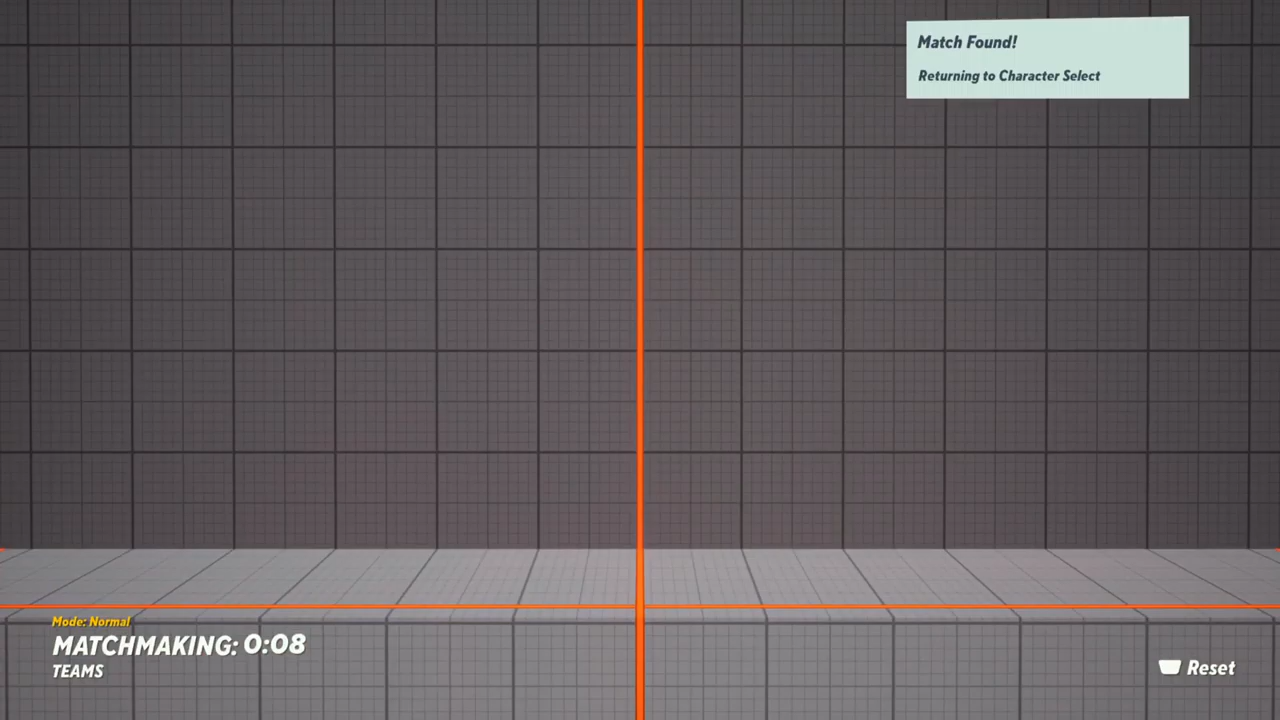 Match Found!
Returning to Character Select
Mode: Normal
MATCHMAKING: 0:08
TEAMS
Reset